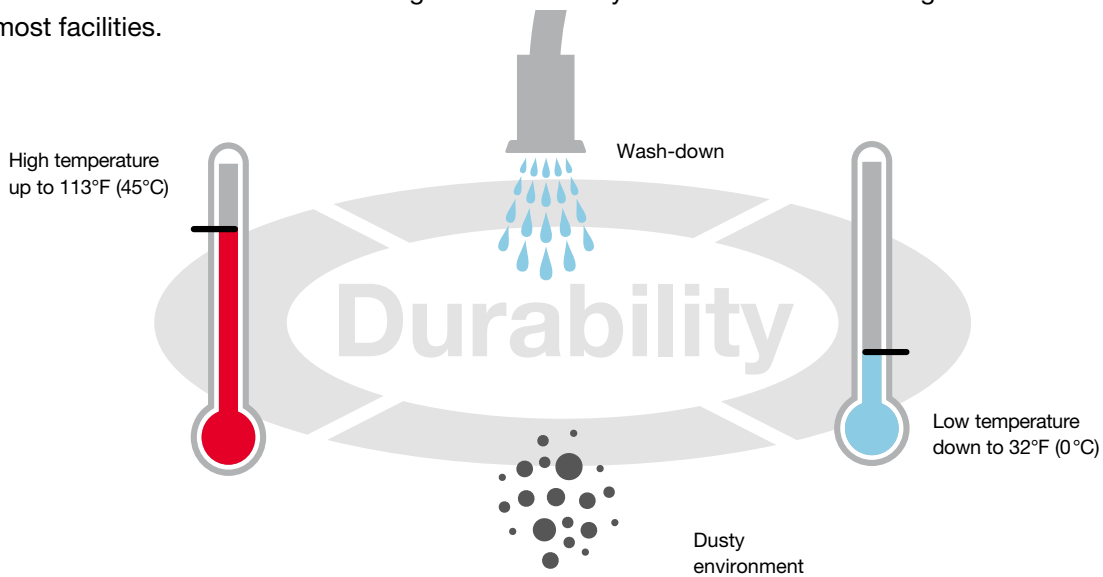 most facilities.
Wash-down
High temperature
up to 113°F (45°C)
Durability
Low temperature
down to 32°F (0°C)
Dusty
environment